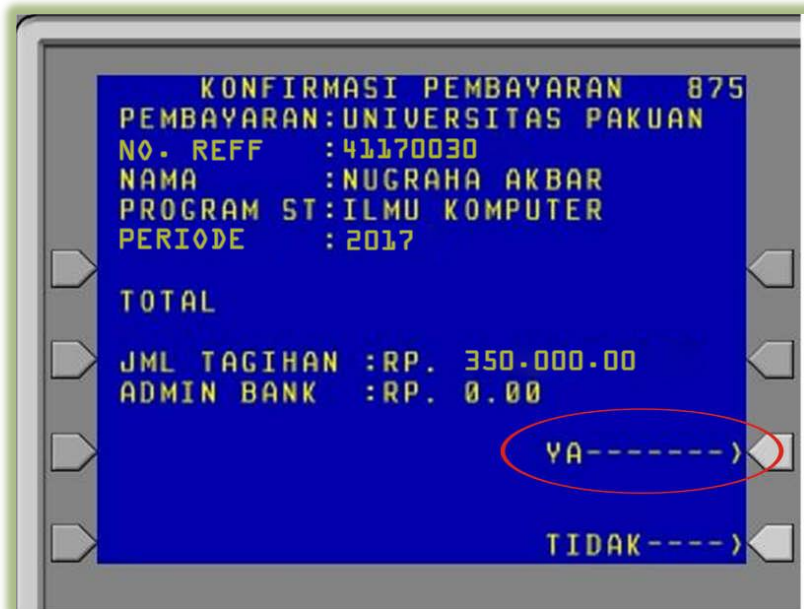 KONFIRMASI PEMBAYARAN 875
PEMBAYARAN:UNIVERSITAS PAKUAN
NO. REFF :41170030
NAMA :NUGRAHA AKBAR
PROGRAM ST:ILMU KOMPUTER
PERIODE : 2017
TOTAL
JML TAGIHAN :RP. 350.000.00
ADMIN BANK :RP. 0.00
YA-------〉
TIDAK----〉